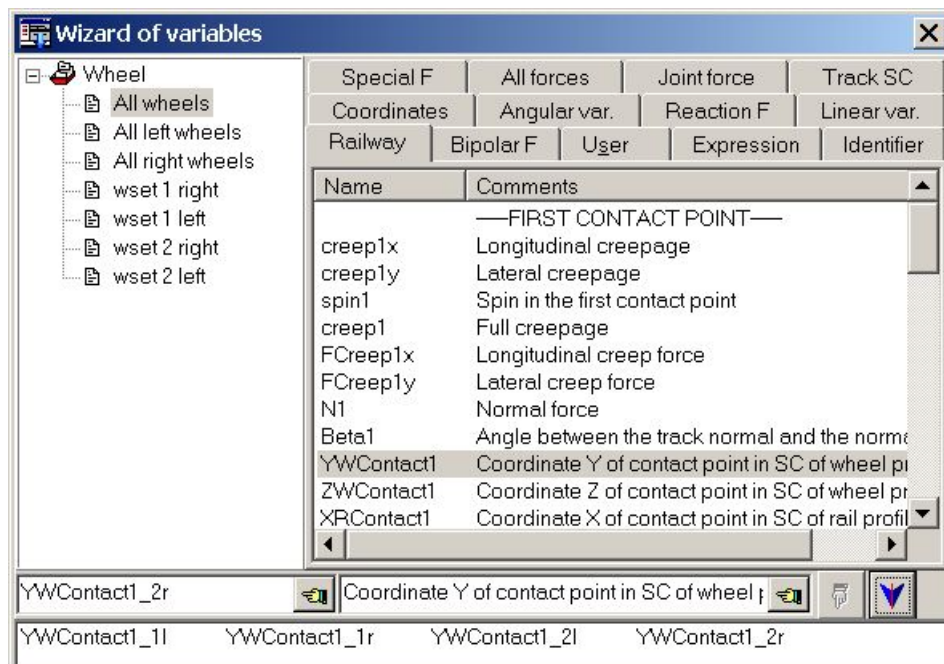 Wizard of variables
Wheel
All wheels
All left wheels
All right wheels
wset 1 right
wset 1 left
wset 2 right
wset 2 left
Special F All forces Joint force Track SC
Coordinates Angular var. Reaction F Linear var.
Railway Bipolar F User Expression Identifier
Name Comments
——FIRST CONTACT POINT——
creep1x Longitudinal creepage
creep1y Lateral creepage
spin1 Spin in the first contact point
creep1 Full creepage
FCreep1x Longitudinal creep force
FCreep1y Lateral creep force
N1 Normal force
Beta1 Angle between the track normal and the norma
YWContact1 Coordinate Y of contact point in SC of wheel pr
ZWContact1 Coordinate Z of contact point in SC of wheel pr
XRContact1 Coordinate X of contact point in SC of rail profil
YWContact1_2r Coordinate Y of contact point in SC of wheel p
YWContact1_1l YWContact1_1r YWContact1_2l YWContact1_2r